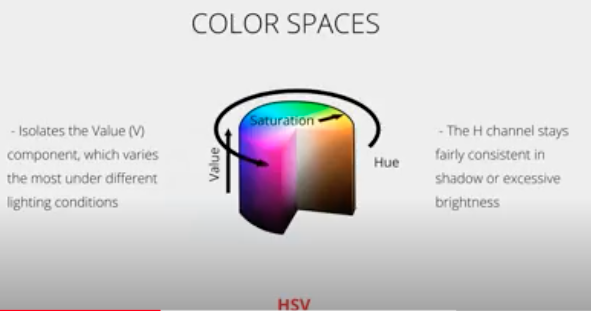 COLOR SPACES
- Isolates the Value (V)
component, which varies
the most under different
lighting conditions
Saturation
Value
Hue
- The H channel stays
fairly consistent in
shadow or excessive
brightness
HSV